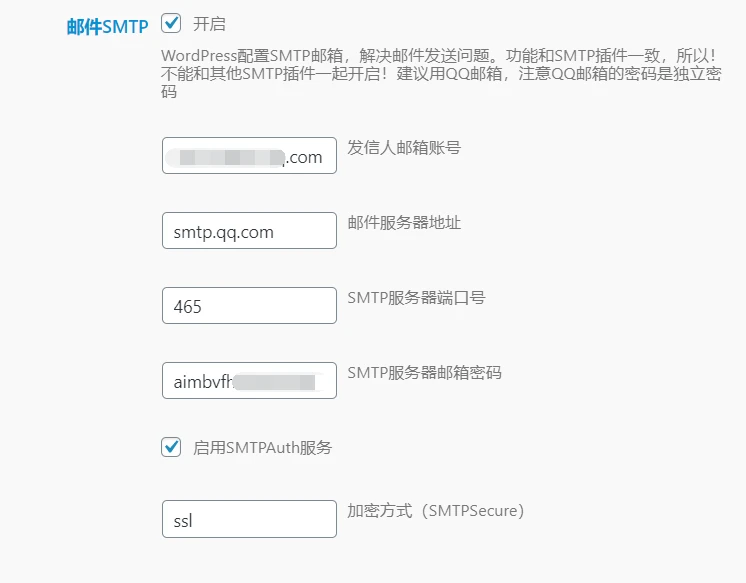 邮件SMTP 开启
WordPress配置SMTP邮箱，解决邮件发送问题。功能和SMTP插件一致，所以！
不能和其他SMTP插件一起开启！建议用QQ邮箱，注意QQ邮箱的密码是独立密
码
.com 发信人邮箱账号
smtp.qq.com 邮件服务器地址
465 SMTP服务器端口号
aimbvfh SMTP服务器邮箱密码
启用SMTPAuth服务
ssl 加密方式（SMTPSecure）